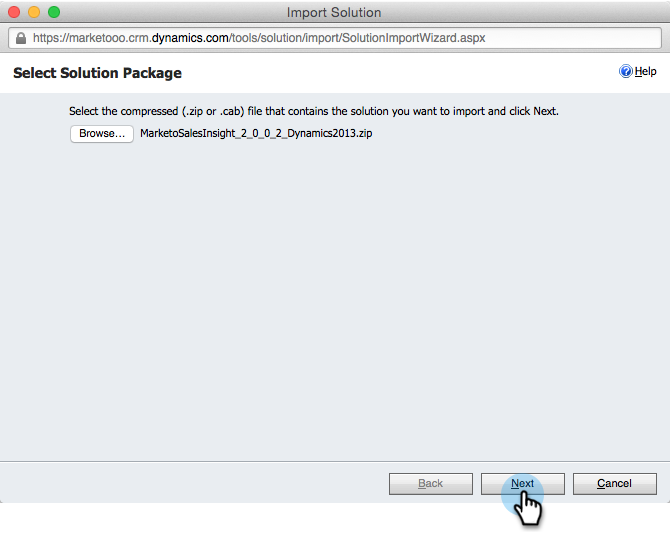 Import Solution
https://marketooo.crm.dynamics.com/tools/solution/import/SolutionImportWizard.aspx
Select Solution Package
Help
Select the compressed (.zip or .cab) file that contains the solution you want to import and click Next.
Browse... MarketoSalesInsight_2_0_0_2_Dynamics2013.zip
Back Next Cancel